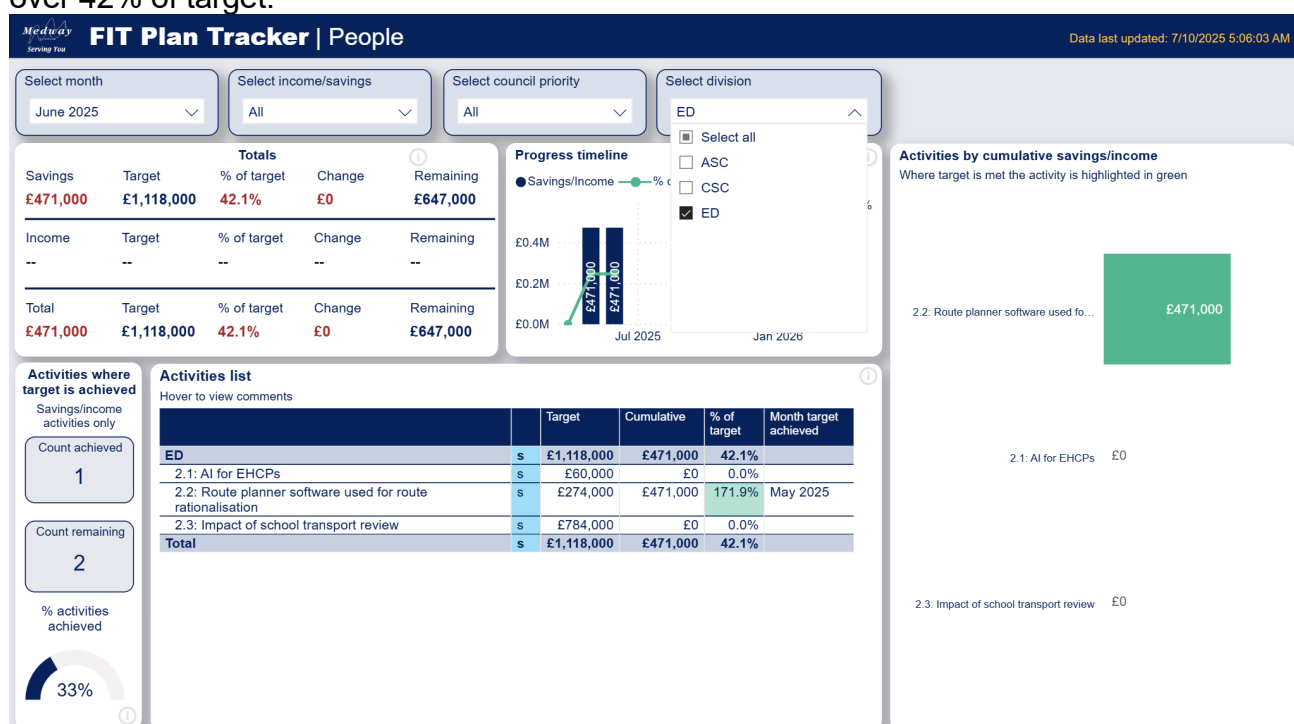 over 42% of target.
Medway
Serving You
FIT Plan Tracker | People
Data last updated: 7/10/2025 5:06:03 AM
Select month
June 2025
Select income/savings
All
Select council priority
All
Select division
ED
Select all
ASC
CSC
ED
Totals
Savings Target % of target Change Remaining
£471,000 £1,118,000 42.1% £0 £647,000
Income Target % of target Change Remaining
-- -- -- -- --
Total Target % of target Change Remaining
£471,000 £1,118,000 42.1% £0 £647,000
Progress timeline
Savings/Income % o
%
£0.4M
£0.2M
£0.0M
£471,000
£471,000
Jul 2025 Jan 2026
Activities by cumulative savings/income
Where target is met the activity is highlighted in green
2.2: Route planner software used fo... £471,000
2.1: AI for EHCPs £0
2.3: Impact of school transport review £0
Activities where
target is achieved
Savings/income
activities only
Count achieved
1
Count remaining
2
% activities
achieved
33%
Activities list
Hover to view comments
Target Cumulative % of target Month target achieved
ED s £1,118,000 £471,000 42.1%
2.1: AI for EHCPs s £60,000 £0 0.0%
2.2: Route planner software used for route
rationalisation s £274,000 £471,000 171.9% May 2025
2.3: Impact of school transport review s £784,000 £0 0.0%
Total s £1,118,000 £471,000 42.1%